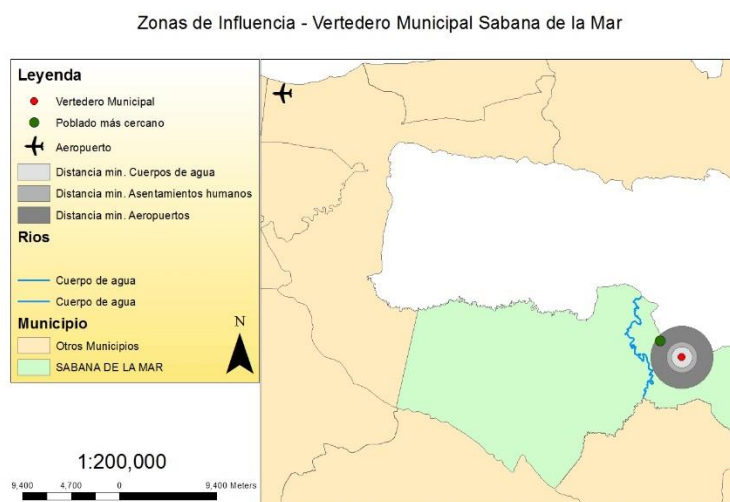 Zonas de Influencia - Vertedero Municipal Sabana de la Mar
Leyenda
Vertedero Municipal
Poblado más cercano
Aeropuerto
Distancia min. Cuerpos de agua
Distancia min. Asentamientos humanos
Distancia min. Aeropuertos
Rios
Cuerpo de agua
Cuerpo de agua
Municipio
Otros Municipios
SABANA DE LA MAR
N
1:200,000
9,400 4,700 0 9,400 Meters